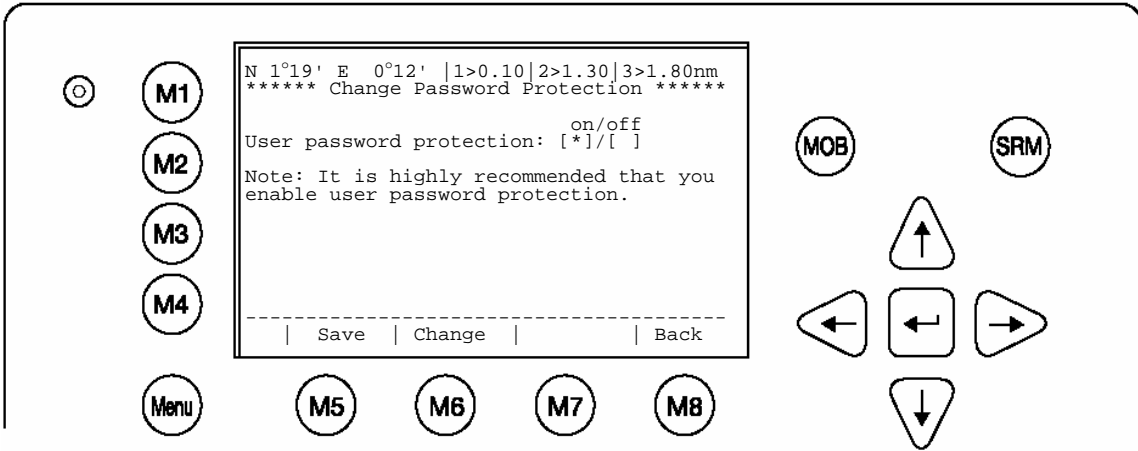 N 1°19' E  0°12' |1>0.10|2>1.30|3>1.80nm
****** Change Password Protection ******
on/off
User password protection: [*]/[ ]
Note: It is highly recommended that you
enable user password protection.
----------------------------------------
| Save | Change | | Back
M1
M2
M3
M4
Menu
M5
M6
M7
M8
MOB
SRM